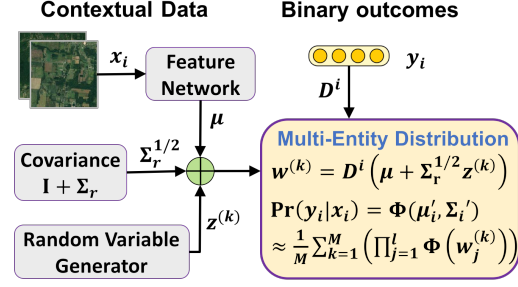 Contextual Data
Binary outcomes
x_i
Feature
Network
y_i
D^i
μ
Covariance
I + Σ_r
Σ_r^{1/2}
z^{(k)}
Random Variable
Generator
Multi-Entity Distribution
w^{(k)} = D^i(μ + Σ_r^{1/2} z^{(k)})
Pr(y_i|x_i) = Φ(μ_i', Σ_i')
≈ 1/M Σ_{k=1}^{M} (∏_{j=1}^{l} Φ(w_j^{(k)}))